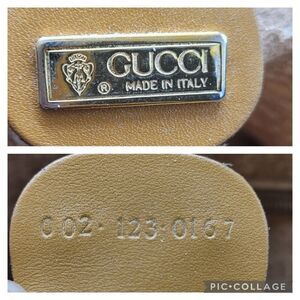 GUCCI
® MADE IN ITALY
002·123·0167
PIC•COLLAGE